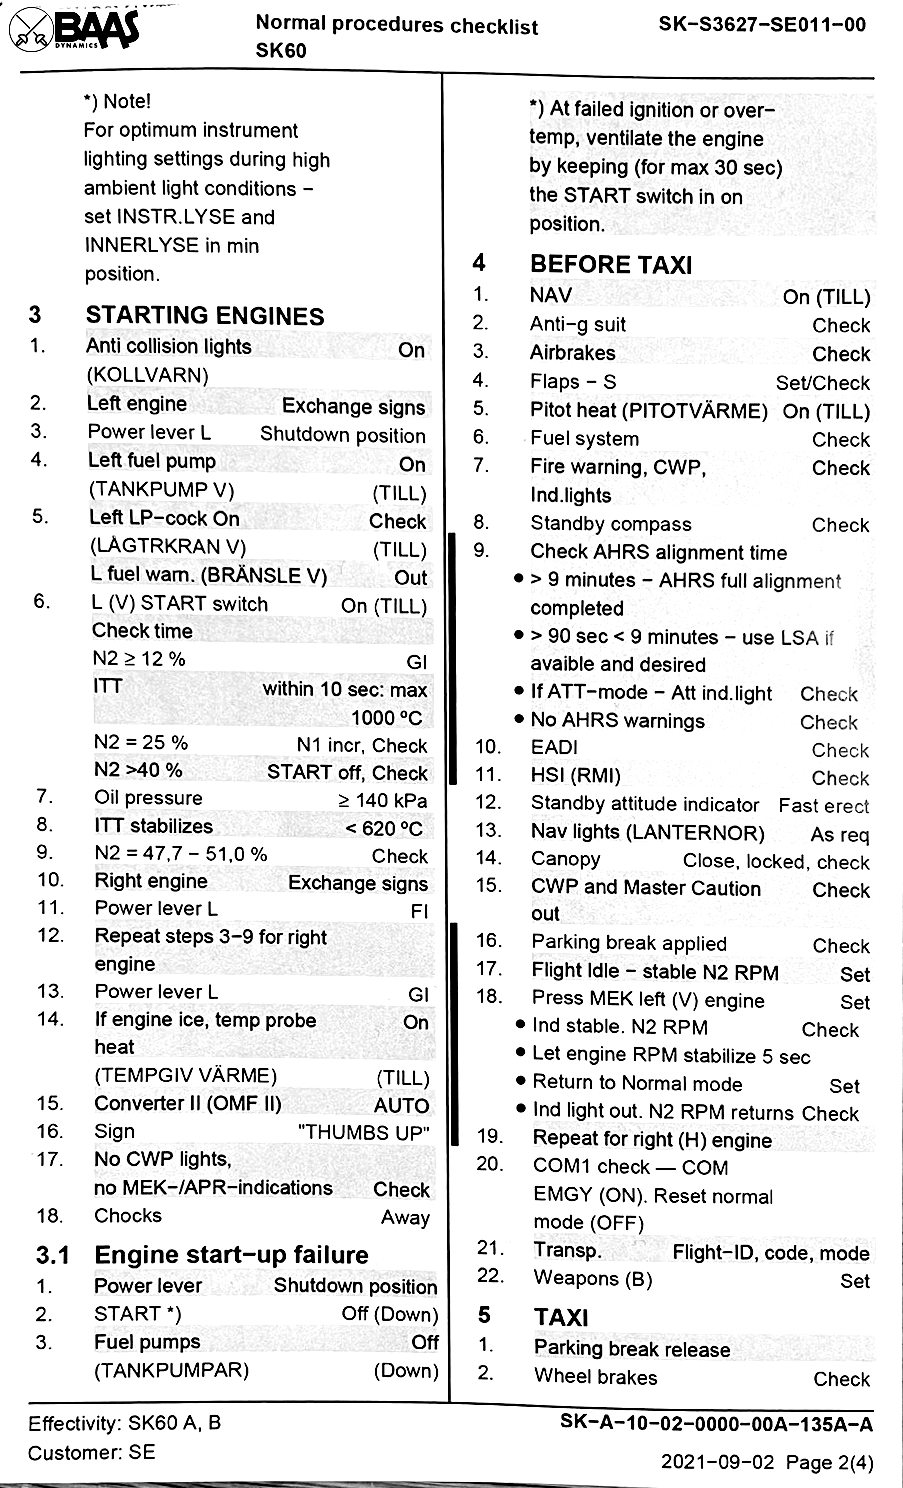 BAAS
DYNAMICS
Normal procedures checklist
SK60
SK-S3627-SE011-00
*) Note!
For optimum instrument
lighting settings during high
ambient light conditions –
set INSTR.LYSE and
INNERLYSE in min
position.
3 STARTING ENGINES
1. Anti collision lights On
(KOLLVARN)
2. Left engine Exchange signs
3. Power lever L Shutdown position
4. Left fuel pump On
(TANKPUMP V) (TILL)
5. Left LP-cock On Check
(LÅGTRKRAN V) (TILL)
L fuel warn. (BRÄNSLE V) Out
6. L (V) START switch On (TILL)
Check time
N2 ≥ 12 % GI
ITT within 10 sec: max
1000 ºC
N2 = 25 % N1 incr, Check
N2 >40 % START off, Check
7. Oil pressure ≥ 140 kPa
8. ITT stabilizes < 620 ºC
9. N2 = 47,7 – 51,0 % Check
10. Right engine Exchange signs
11. Power lever L FI
12. Repeat steps 3-9 for right
engine
13. Power lever L GI
14. If engine ice, temp probe On
heat
(TEMPGIV VÄRME) (TILL)
15. Converter II (OMF II) AUTO
16. Sign "THUMBS UP"
17. No CWP lights,
no MEK-/APR-indications Check
18. Chocks Away
3.1 Engine start-up failure
1. Power lever Shutdown position
2. START *) Off (Down)
3. Fuel pumps Off
(TANKPUMPAR) (Down)
*) At failed ignition or over-
temp, ventilate the engine
by keeping (for max 30 sec)
the START switch in on
position.
4 BEFORE TAXI
1. NAV On (TILL)
2. Anti-g suit Check
3. Airbrakes Check
4. Flaps – S Set/Check
5. Pitot heat (PITOTVÄRME) On (TILL)
6. Fuel system Check
7. Fire warning, CWP, Check
Ind.lights
8. Standby compass Check
9. Check AHRS alignment time
● > 9 minutes – AHRS full alignment
completed
● > 90 sec < 9 minutes – use LSA if
avaible and desired
● If ATT-mode – Att ind.light Check
● No AHRS warnings Check
10. EADI Check
11. HSI (RMI) Check
12. Standby attitude indicator Fast erect
13. Nav lights (LANTERNOR) As req
14. Canopy Close, locked, check
15. CWP and Master Caution Check
out
16. Parking break applied Check
17. Flight Idle – stable N2 RPM Set
18. Press MEK left (V) engine Set
● Ind stable. N2 RPM Check
● Let engine RPM stabilize 5 sec
● Return to Normal mode Set
● Ind light out. N2 RPM returns Check
19. Repeat for right (H) engine
20. COM1 check — COM
EMGY (ON). Reset normal
mode (OFF)
21. Transp. Flight-ID, code, mode
22. Weapons (B) Set
5 TAXI
1. Parking break release
2. Wheel brakes Check
Effectivity: SK60 A, B
Customer: SE
SK-A-10-02-0000-00A-135A-A
2021-09-02 Page 2(4)